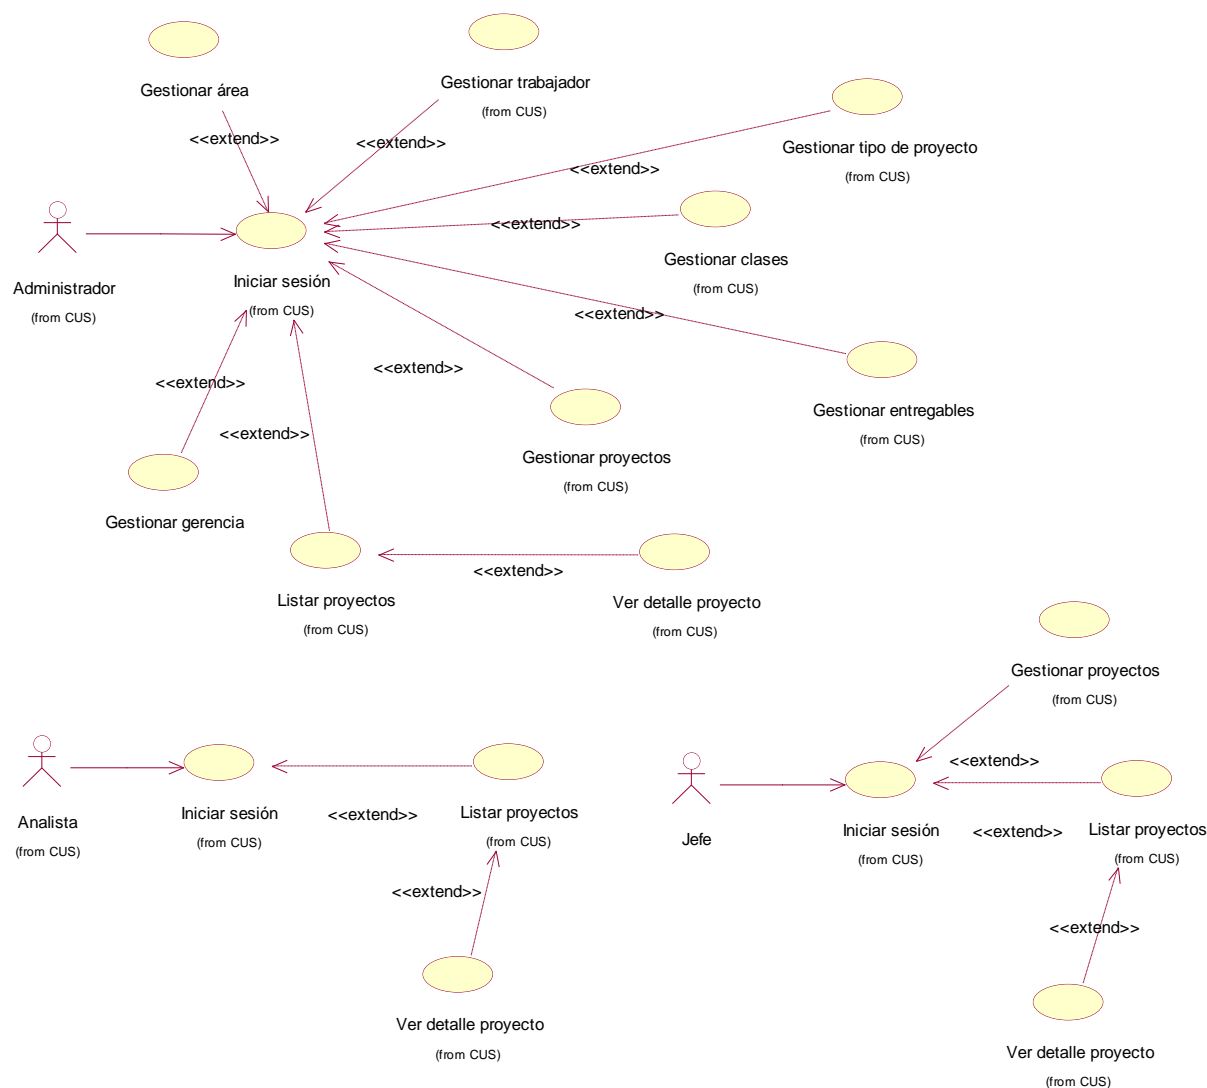 Gestionar área
Gestionar trabajador
(from CUS)
<<extend>>
<<extend>>
Gestionar tipo de proyecto
(from CUS)
<<extend>>
<<extend>>
Gestionar clases
(from CUS)
Administrador
(from CUS)
Iniciar sesión
(from CUS)
<<extend>>
<<extend>>
<<extend>>
Gestionar entregables
(from CUS)
<<extend>>
Gestionar proyectos
(from CUS)
Gestionar gerencia
<<extend>>
Listar proyectos
(from CUS)
Ver detalle proyecto
(from CUS)
Gestionar proyectos
(from CUS)
<<extend>>
Analista
(from CUS)
Iniciar sesión
(from CUS)
<<extend>>
Listar proyectos
(from CUS)
Jefe
Iniciar sesión
(from CUS)
<<extend>>
Listar proyectos
(from CUS)
<<extend>>
<<extend>>
Ver detalle proyecto
(from CUS)
Ver detalle proyecto
(from CUS)